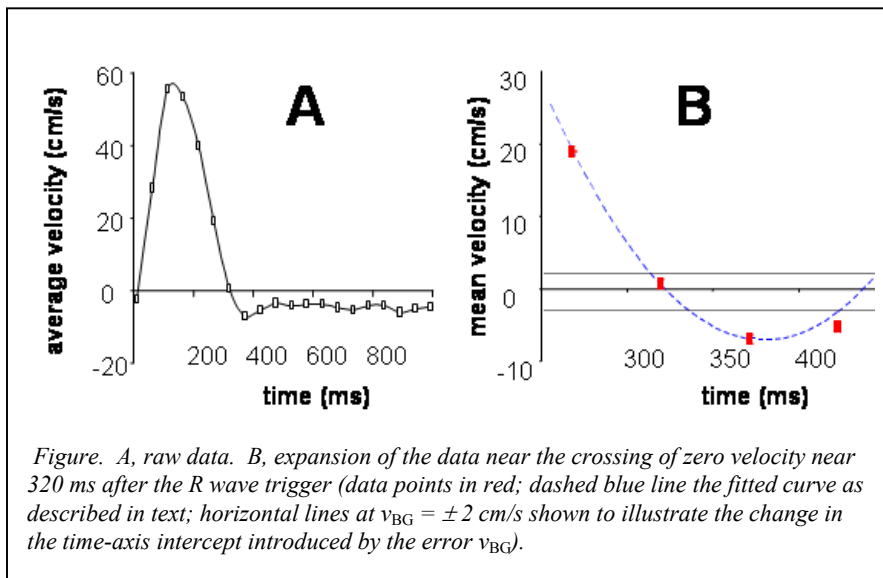 A
60
40
20
0
-20
200 400 600 800
average velocity (cm/s)
time (ms)
B
30
20
10
0
-10
300 350 400
mean velocity (cm/s)
time (ms)
Figure. A, raw data. B, expansion of the data near the crossing of zero velocity near
320 ms after the R wave trigger (data points in red; dashed blue line the fitted curve as
described in text; horizontal lines at vBG = ± 2 cm/s shown to illustrate the change in
the time-axis intercept introduced by the error vBG).